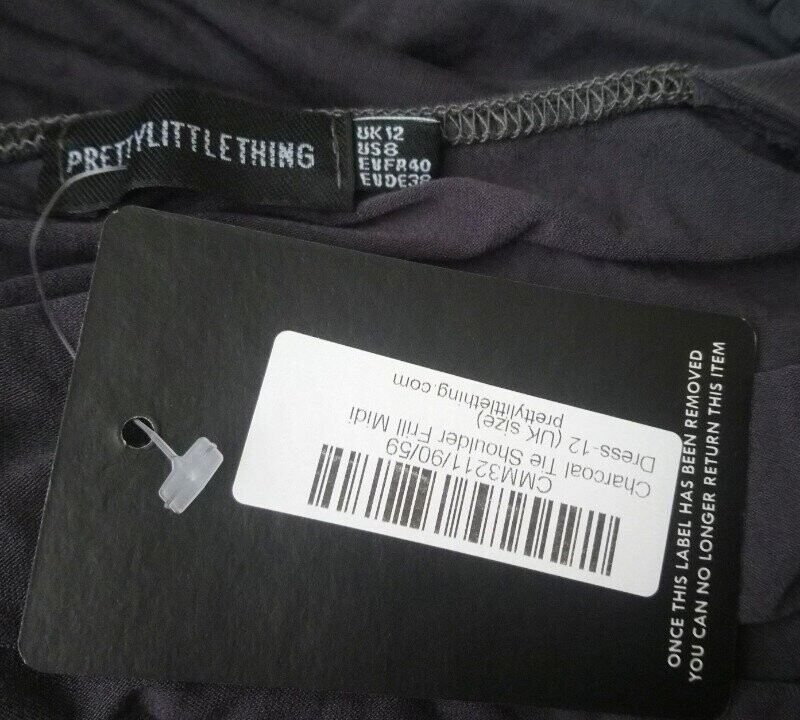 PRETTYLITTLETHING
UK12
US8
EUFR40
EUDE38
CMM3211/90/59
Charcoal Tie Shoulder Frill Midi
Dress-12 (UK size)
prettylittlething.com
ONCE THIS LABEL HAS BEEN REMOVED
YOU CAN NO LONGER RETURN THIS ITEM